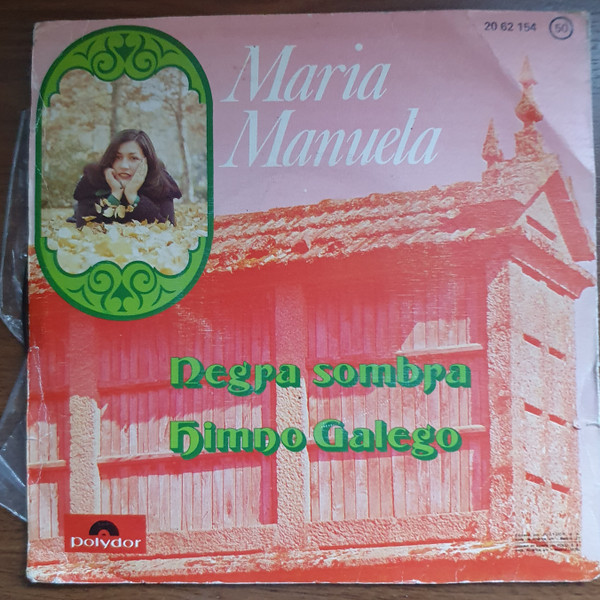 20 62 154 50
Maria
Manuela
Negra sombra
Himno Galego
Polydor